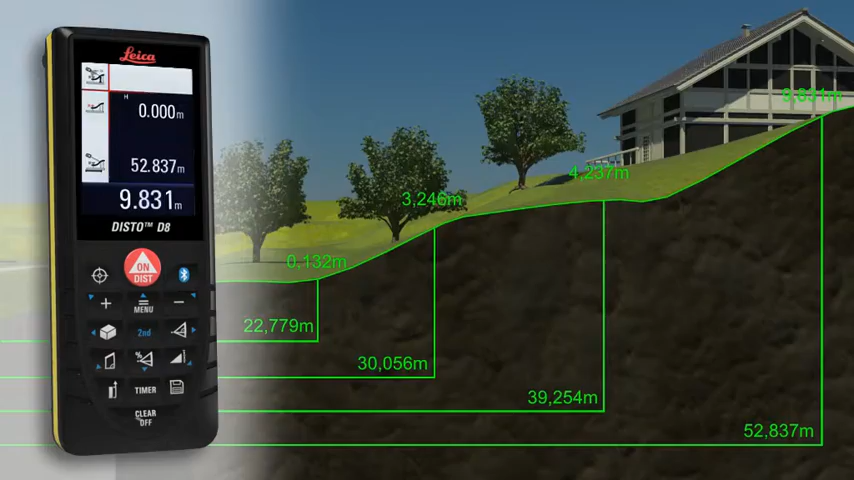 Leica
H
0.000m
52.837m
9.831m
DISTO™ D8
ON
DIST
MENU
2nd
%
TIMER
CLEAR
OFF
9,831m
4,237m
3,246m
0,132m
22,779m
30,056m
39,254m
52,837m